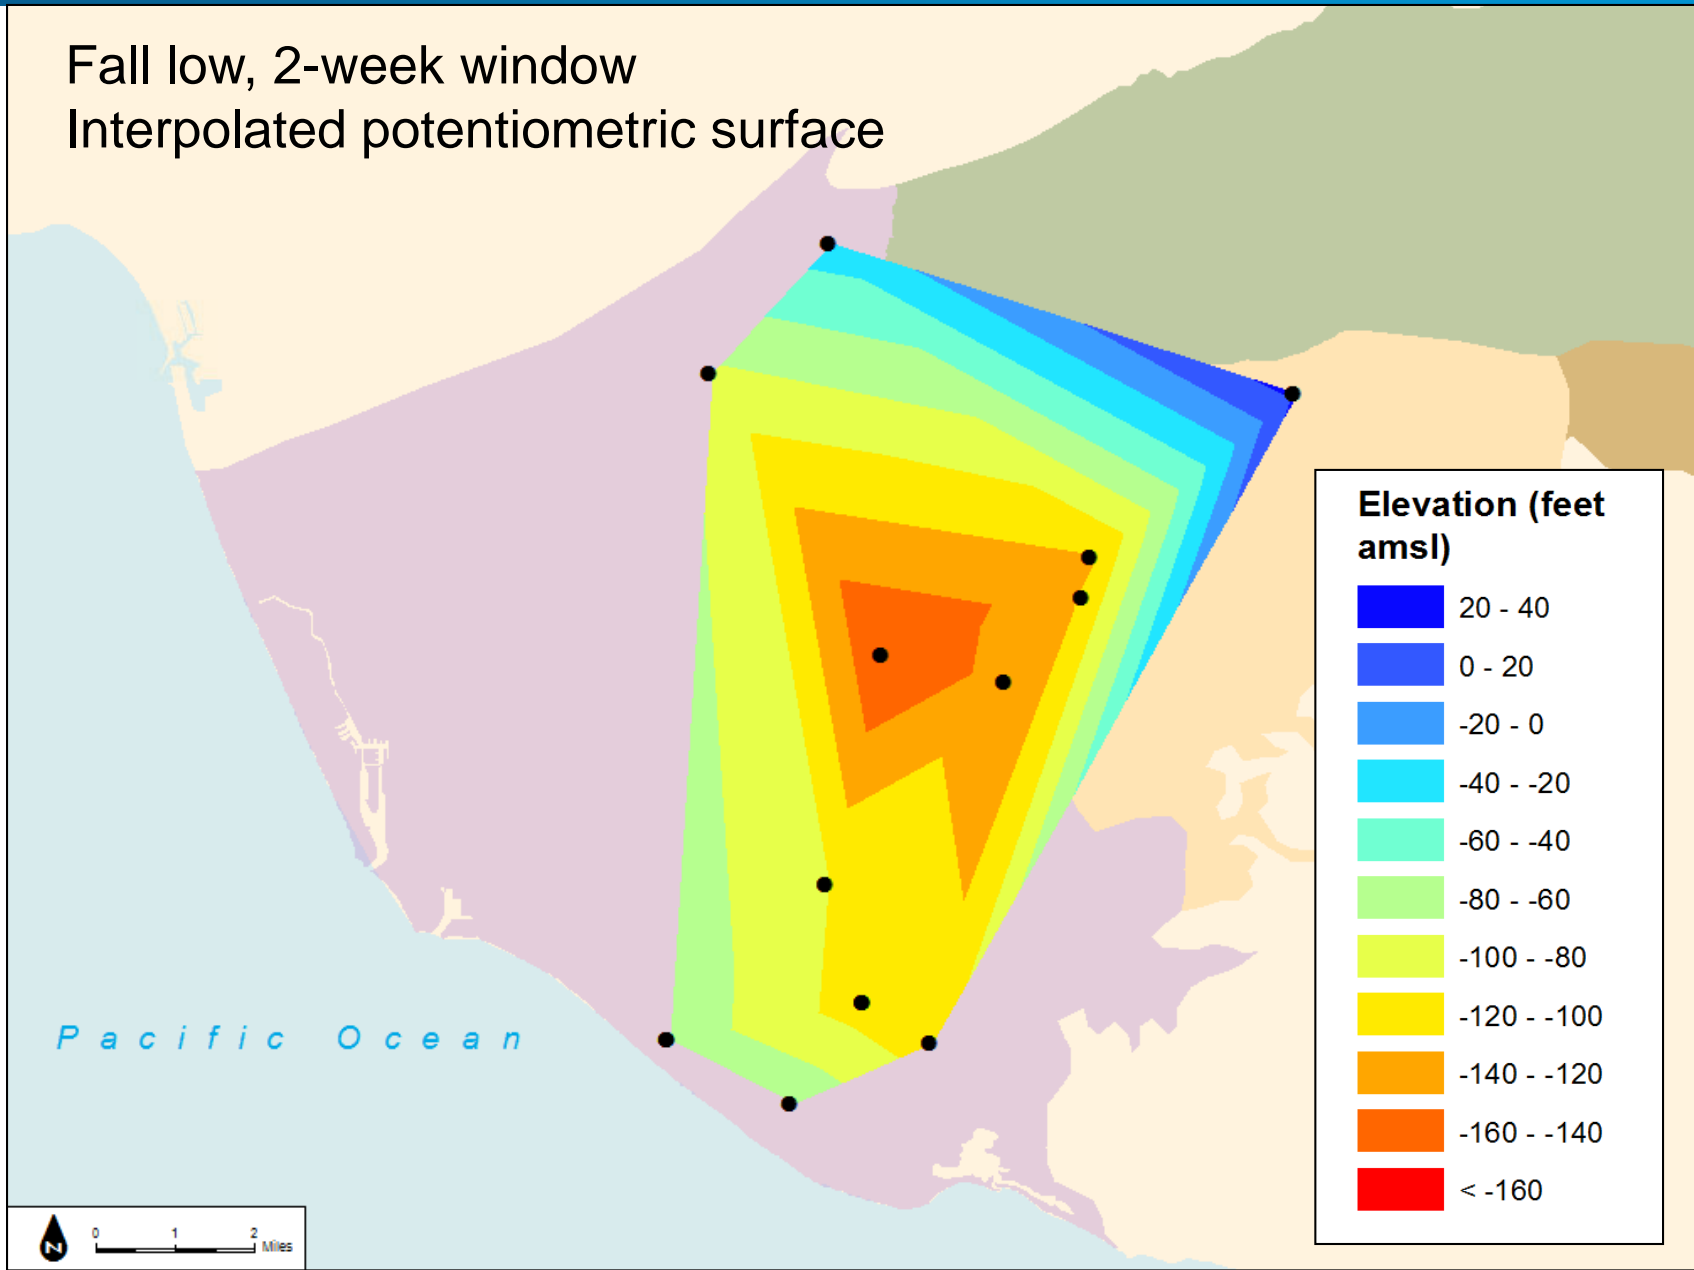 Fall low, 2-week window
Interpolated potentiometric surface
Elevation (feet
amsl)
20 - 40
0 - 20
-20 - 0
-40 - -20
-60 - -40
-80 - -60
-100 - -80
-120 - -100
-140 - -120
-160 - -140
< -160
Pacific Ocean
N
0 1 2
Miles